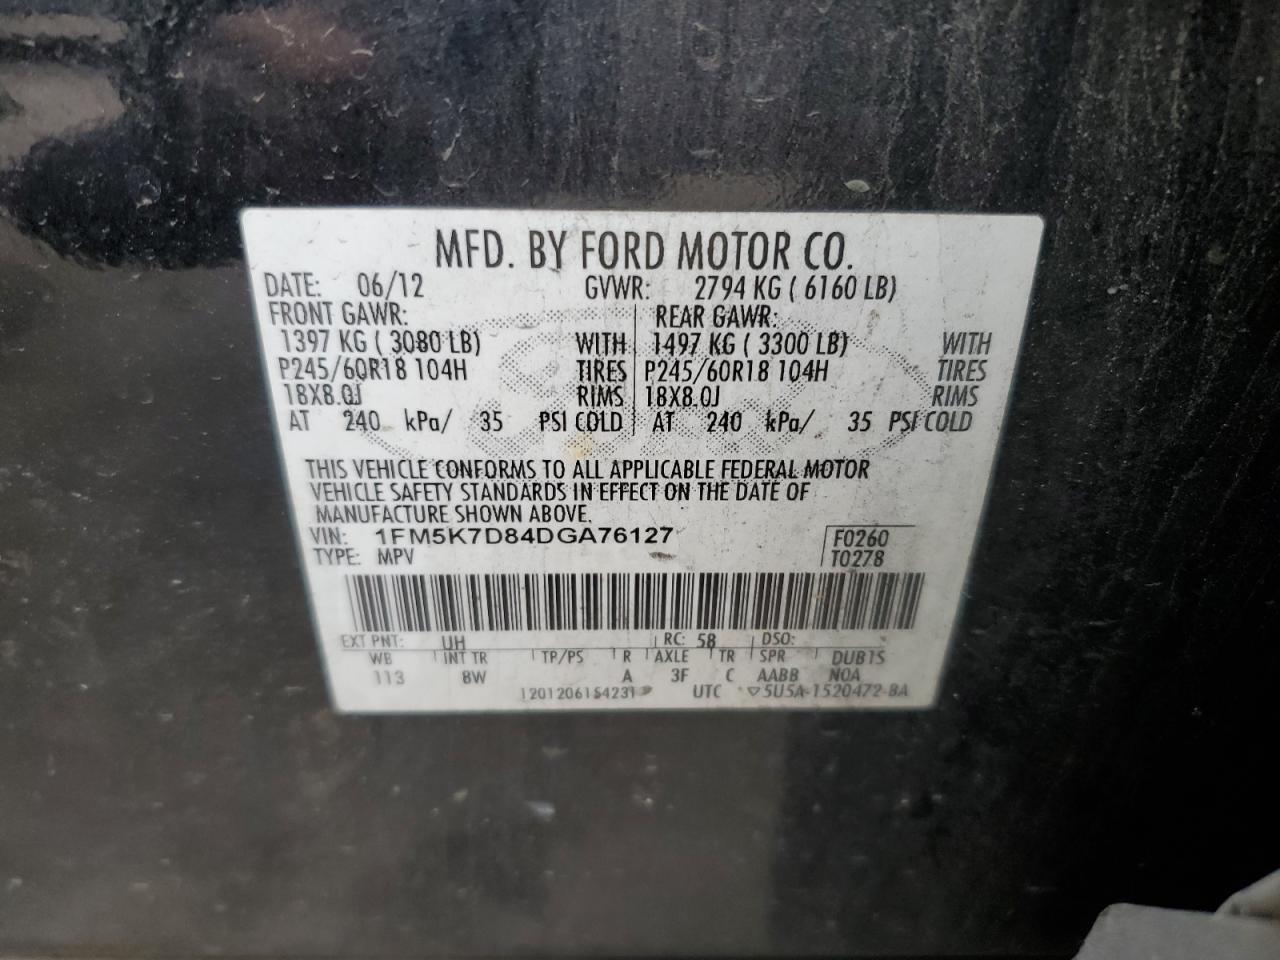 MFD. BY FORD MOTOR CO.
DATE: 06/12 GVWR: 2794 KG ( 6160 LB)
FRONT GAWR: REAR GAWR:
1397 KG ( 3080 LB) WITH 1497 KG ( 3300 LB) WITH
P245/60R18 104H TIRES P245/60R18 104H TIRES
18X8.0J RIMS 18X8.0J RIMS
AT 240 kPa/ 35 PSI COLD AT 240 kPa/ 35 PSI COLD
THIS VEHICLE CONFORMS TO ALL APPLICABLE FEDERAL MOTOR
VEHICLE SAFETY STANDARDS IN EFFECT ON THE DATE OF
MANUFACTURE SHOWN ABOVE.
VIN: 1FM5K7D84DGA76127 F0260
TYPE: MPV T0278
EXT PNT: UH RC: 58 DSO:
WB INT TR TP/PS R AXLE TR SPR DUB1S
113 8W A 3F C AABB NOA
UTC ▽5U5A-1520472-BA